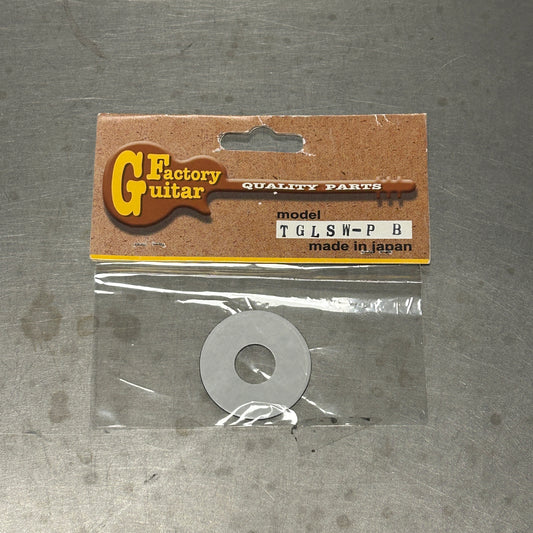 Factory
Guitar
QUALITY PARTS
model
TGLSW-P B
made in japan